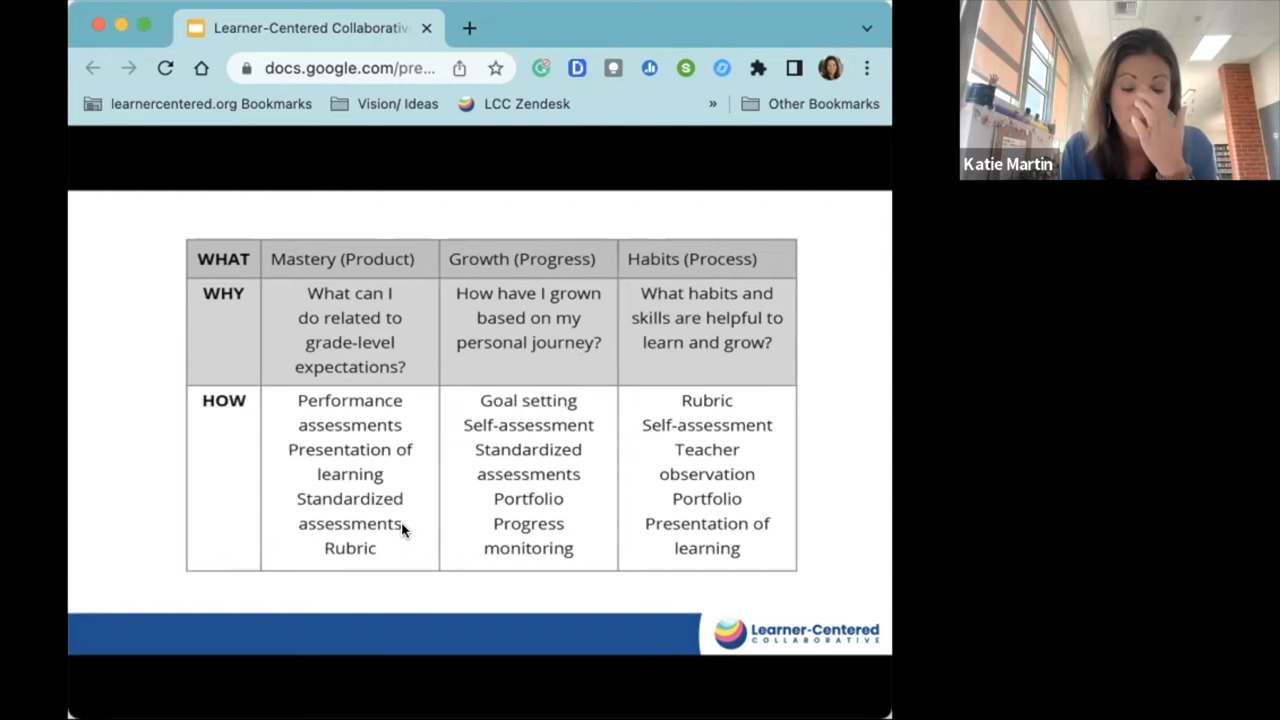 Learner-Centered Collaborativ
docs.google.com/pre...
learnercentered.org Bookmarks
Vision/ Ideas
LCC Zendesk
»
Other Bookmarks
Katie Martin
WHAT
Mastery (Product)
Growth (Progress)
Habits (Process)
WHY
What can I
do related to
grade-level
expectations?
How have I grown
based on my
personal journey?
What habits and
skills are helpful to
learn and grow?
HOW
Performance
assessments
Presentation of
learning
Standardized
assessments
Rubric
Goal setting
Self-assessment
Standardized
assessments
Portfolio
Progress
monitoring
Rubric
Self-assessment
Teacher
observation
Portfolio
Presentation of
learning
Learner-Centered
COLLABORATIVE